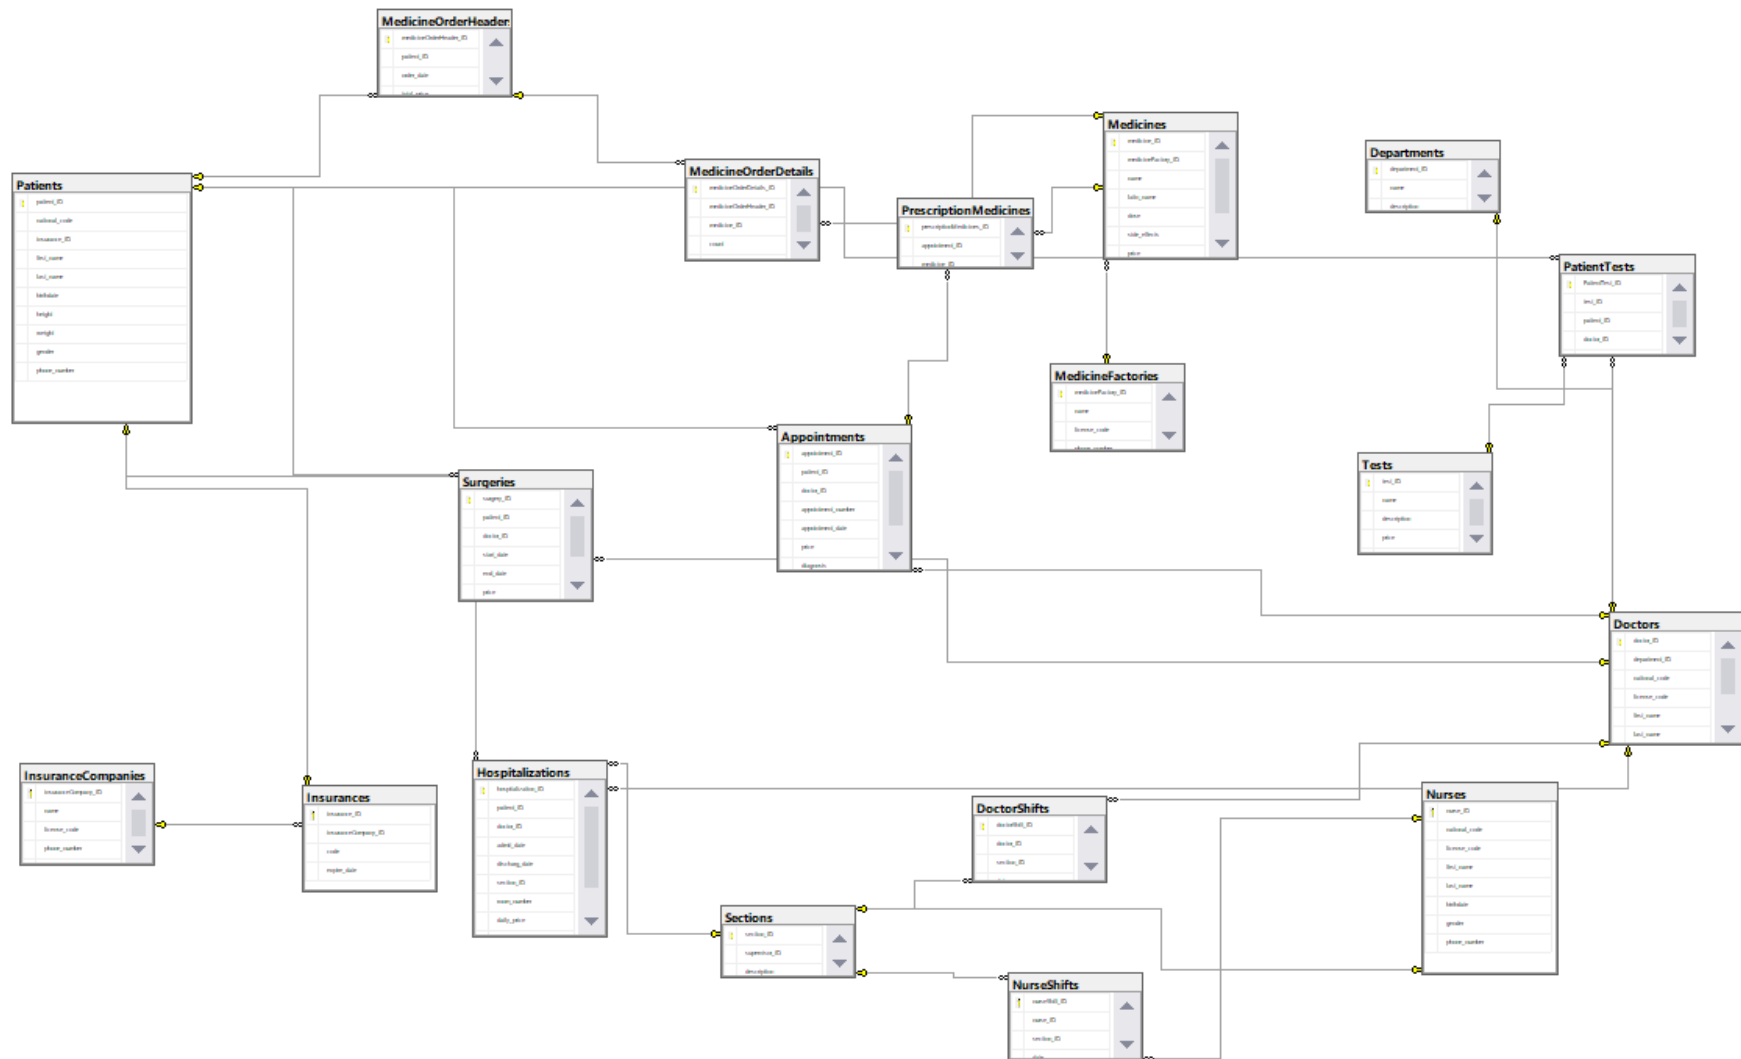 MedicineOrderHeader
medicineOrderHeader_ID
patient_ID
order_date
total_price
Patients
patient_ID
national_code
insurance_ID
first_name
last_name
birthdate
height
weight
gender
phone_number
MedicineOrderDetails
medicineOrderDetails_ID
medicineOrderHeader_ID
medicine_ID
count
PrescriptionMedicines
prescriptionMedicines_ID
appointment_ID
medicine_ID
Medicines
medicine_ID
medicineFactory_ID
name
latin_name
dose
side_effects
price
Departments
department_ID
name
description
PatientTests
PatientTest_ID
test_ID
patient_ID
doctor_ID
MedicineFactories
medicineFactory_ID
name
license_code
phone_number
Appointments
appointment_ID
patient_ID
doctor_ID
appointment_number
appointment_date
price
diagnosis
Tests
test_ID
name
description
price
Surgeries
surgery_ID
patient_ID
doctor_ID
start_date
end_date
price
Doctors
doctor_ID
department_ID
national_code
license_code
first_name
last_name
InsuranceCompanies
insuranceCompany_ID
name
license_code
phone_number
Insurances
insurance_ID
insuranceCompany_ID
code
expire_date
Hospitalizations
hospitalization_ID
patient_ID
doctor_ID
admit_date
discharg_date
section_ID
room_number
daily_price
DoctorShifts
doctorShift_ID
doctor_ID
section_ID
Nurses
nurse_ID
national_code
license_code
first_name
last_name
birthdate
gender
phone_number
Sections
section_ID
supervisor_ID
description
NurseShifts
nurseShift_ID
nurse_ID
section_ID
date